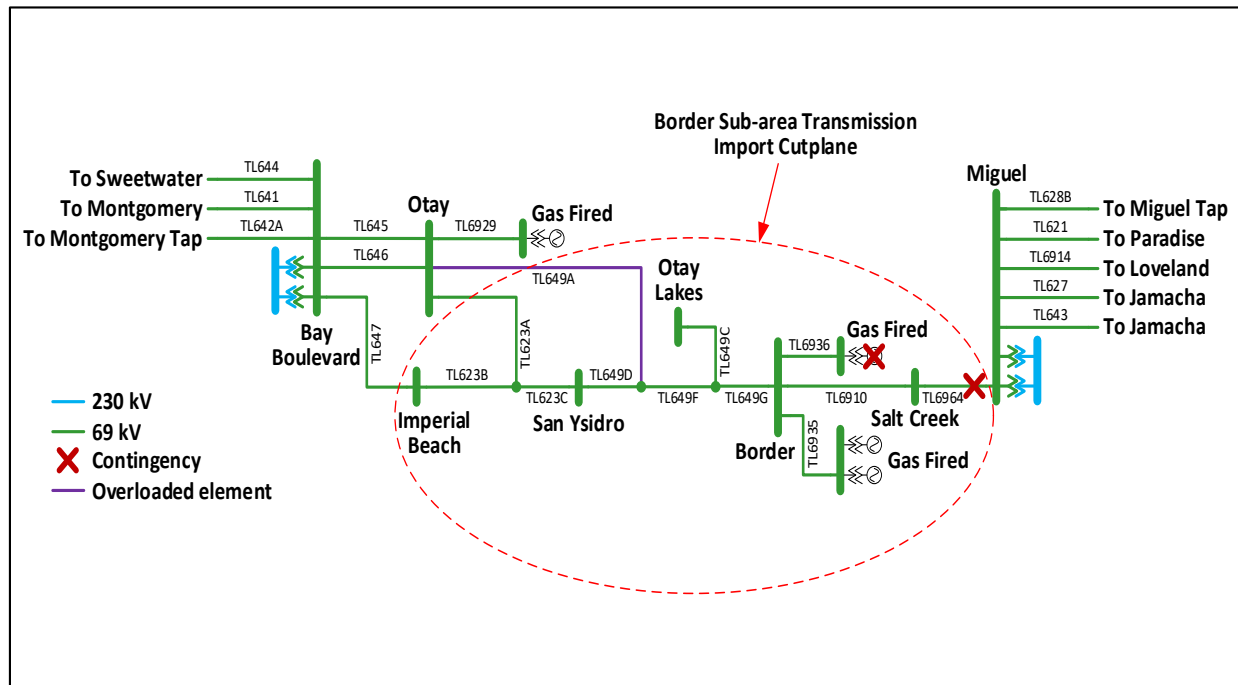 Border Sub-area Transmission
Import Cutplane
Miguel
TL644
To Sweetwater
TL641
To Montgomery
TL642A
To Montgomery Tap
TL645
TL646
Otay
TL6929
Gas Fired
TL649A
TL628B
To Miguel Tap
TL621
To Paradise
TL6914
To Loveland
TL627
To Jamacha
TL643
To Jamacha
Otay
Lakes
Bay
Boulevard
TL647
TL623A
TL649C
Gas Fired
TL6936
TL623B
TL623C
TL649D
TL649F
TL649G
TL6910
TL6964
Imperial
Beach
San Ysidro
Border
TL6935
Salt Creek
Gas Fired
230 kV
69 kV
Contingency
Overloaded element